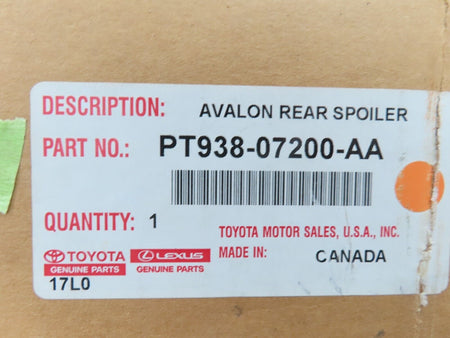 DESCRIPTION: AVALON REAR SPOILER
PART NO.: PT938-07200-AA
QUANTITY: 1
TOYOTA MOTOR SALES, U.S.A., INC.
TOYOTA LEXUS MADE IN: CANADA
GENUINE PARTS GENUINE PARTS
17L0